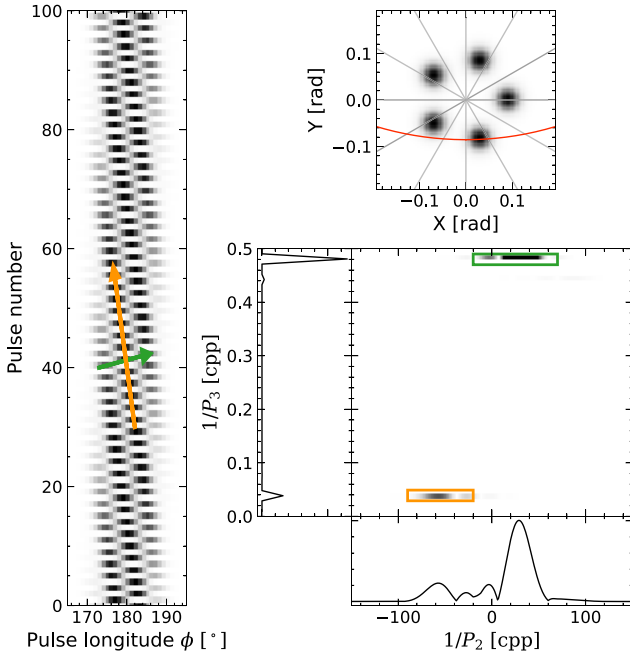 100
80
60
40
20
0
Pulse number
170 180 190
Pulse longitude ϕ [°]
0.1
0.0
−0.1
Y [rad]
−0.1 0.0 0.1
X [rad]
0.5
0.4
0.3
0.2
0.1
0.0
1/P₃ [cpp]
−100 0 100
1/P₂ [cpp]